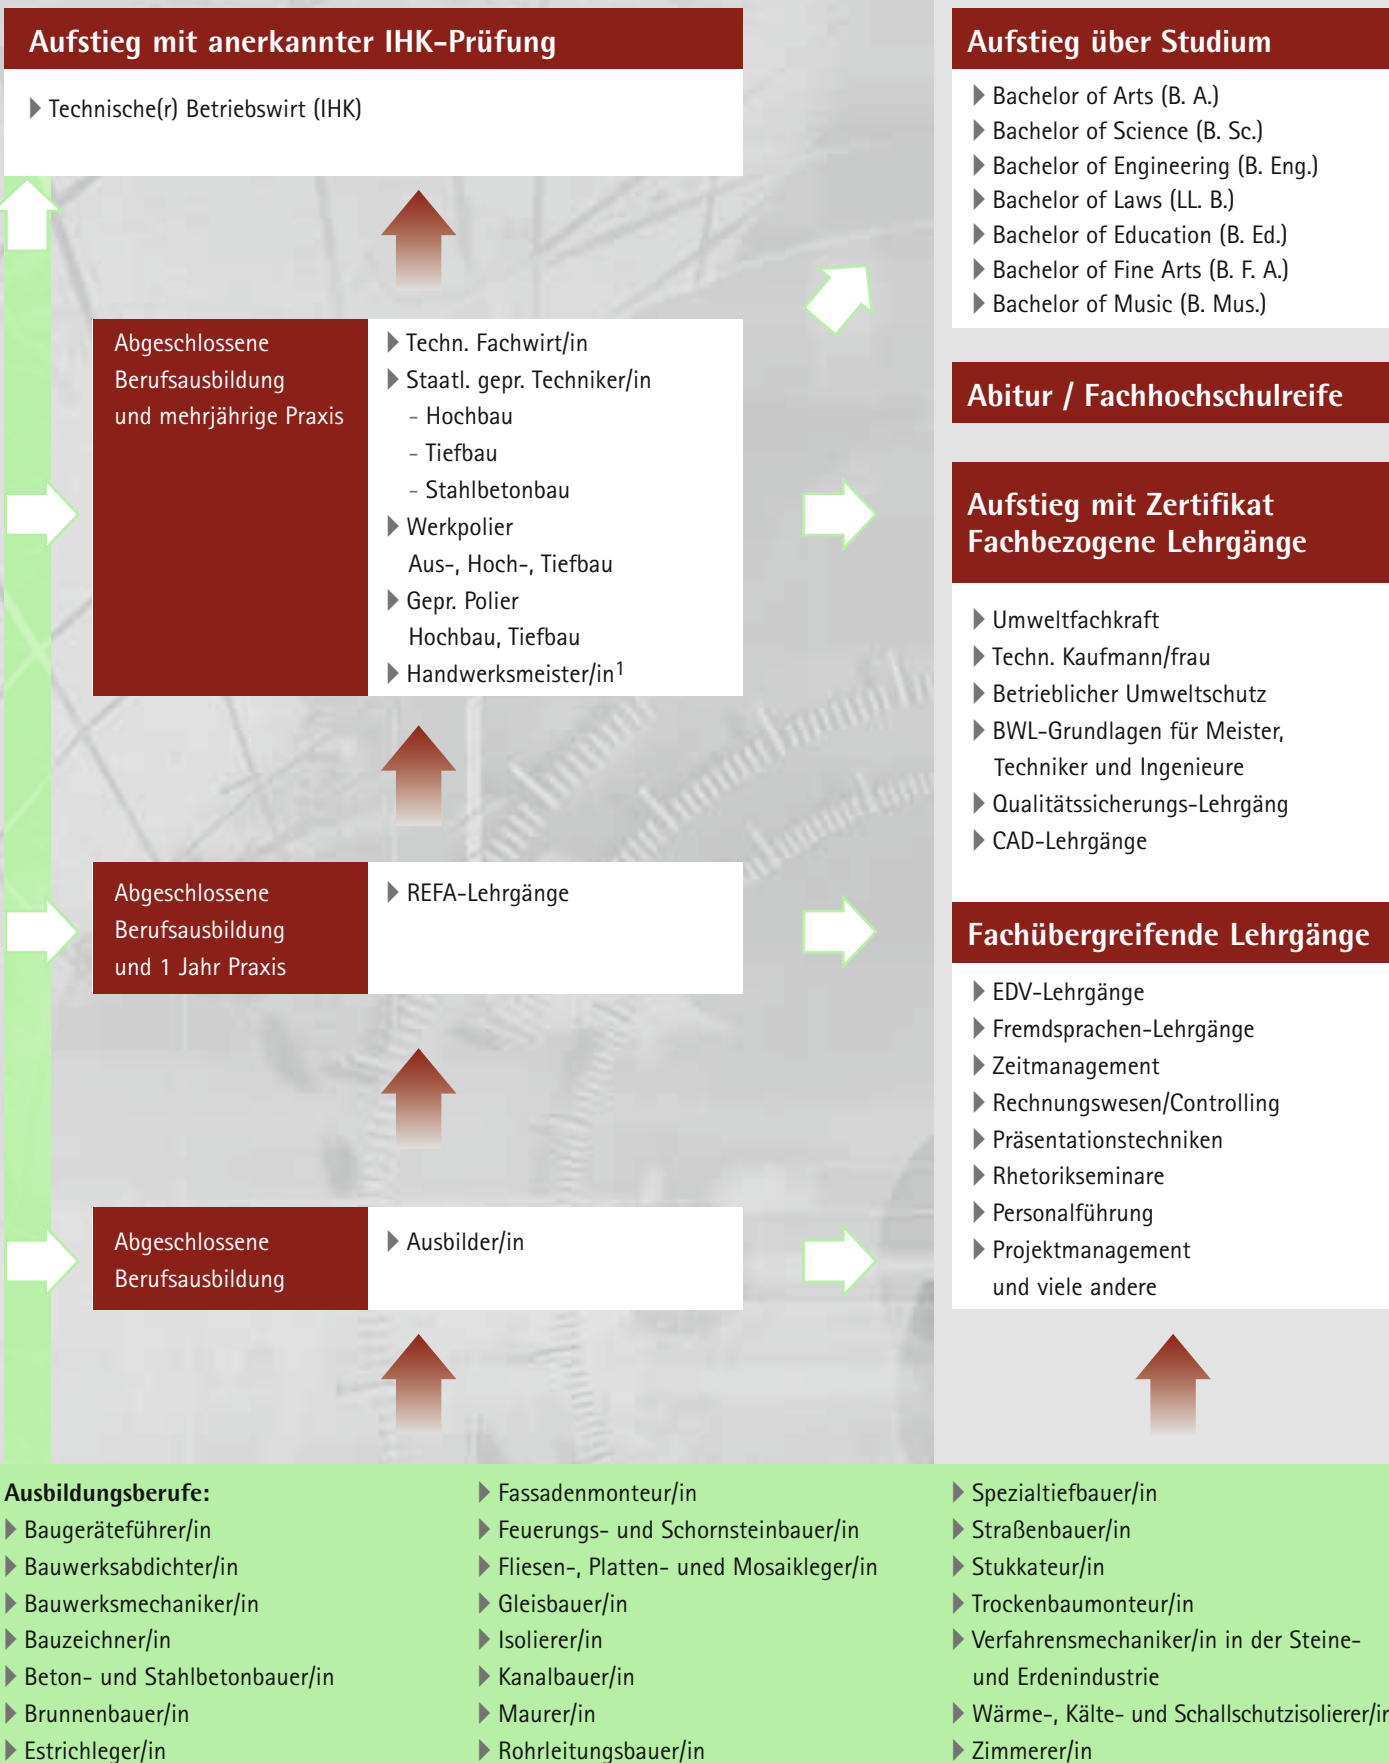 Aufstieg mit anerkannter IHK-Prüfung
Technische(r) Betriebswirt (IHK)
Abgeschlossene
Berufsausbildung
und mehrjährige Praxis
Techn. Fachwirt/in
Staatl. gepr. Techniker/in
- Hochbau
- Tiefbau
- Stahlbetonbau
Werkpolier
Aus-, Hoch-, Tiefbau
Gepr. Polier
Hochbau, Tiefbau
Handwerksmeister/in¹
Abgeschlossene
Berufsausbildung
und 1 Jahr Praxis
REFA-Lehrgänge
Abgeschlossene
Berufsausbildung
Ausbilder/in
Aufstieg über Studium
Bachelor of Arts (B. A.)
Bachelor of Science (B. Sc.)
Bachelor of Engineering (B. Eng.)
Bachelor of Laws (LL. B.)
Bachelor of Education (B. Ed.)
Bachelor of Fine Arts (B. F. A.)
Bachelor of Music (B. Mus.)
Abitur / Fachhochschulreife
Aufstieg mit Zertifikat
Fachbezogene Lehrgänge
Umweltfachkraft
Techn. Kaufmann/frau
Betrieblicher Umweltschutz
BWL-Grundlagen für Meister,
Techniker und Ingenieure
Qualitätssicherungs-Lehrgäng
CAD-Lehrgänge
Fachübergreifende Lehrgänge
EDV-Lehrgänge
Fremdsprachen-Lehrgänge
Zeitmanagement
Rechnungswesen/Controlling
Präsentationstechniken
Rhetorikseminare
Personalführung
Projektmanagement
und viele andere
Ausbildungsberufe:
Baugeräteführer/in
Bauwerksabdichter/in
Bauwerksmechaniker/in
Bauzeichner/in
Beton- und Stahlbetonbauer/in
Brunnenbauer/in
Estrichleger/in
Fassadenmonteur/in
Feuerungs- und Schornsteinbauer/in
Fliesen-, Platten- uned Mosaikleger/in
Gleisbauer/in
Isolierer/in
Kanalbauer/in
Maurer/in
Rohrleitungsbauer/in
Spezialtiefbauer/in
Straßenbauer/in
Stukkateur/in
Trockenbaumonteur/in
Verfahrensmechaniker/in in der Steine-
und Erdenindustrie
Wärme-, Kälte- und Schallschutzisolierer/in
Zimmerer/in